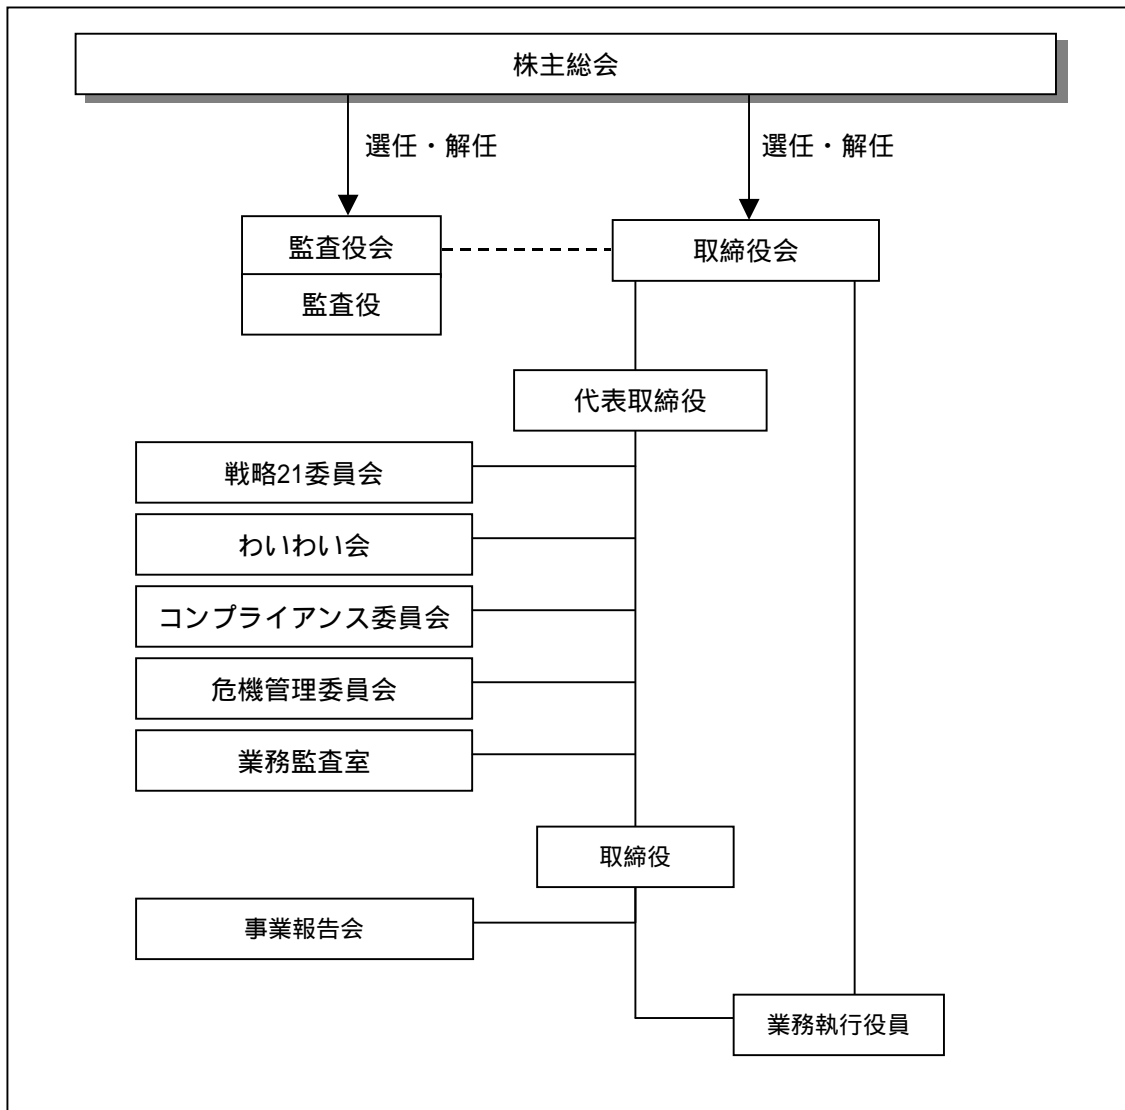 株主総会
選任・解任
選任・解任
監査役会
取締役会
監査役
代表取締役
戦略21委員会
わいわい会
コンプライアンス委員会
危機管理委員会
業務監査室
取締役
事業報告会
業務執行役員